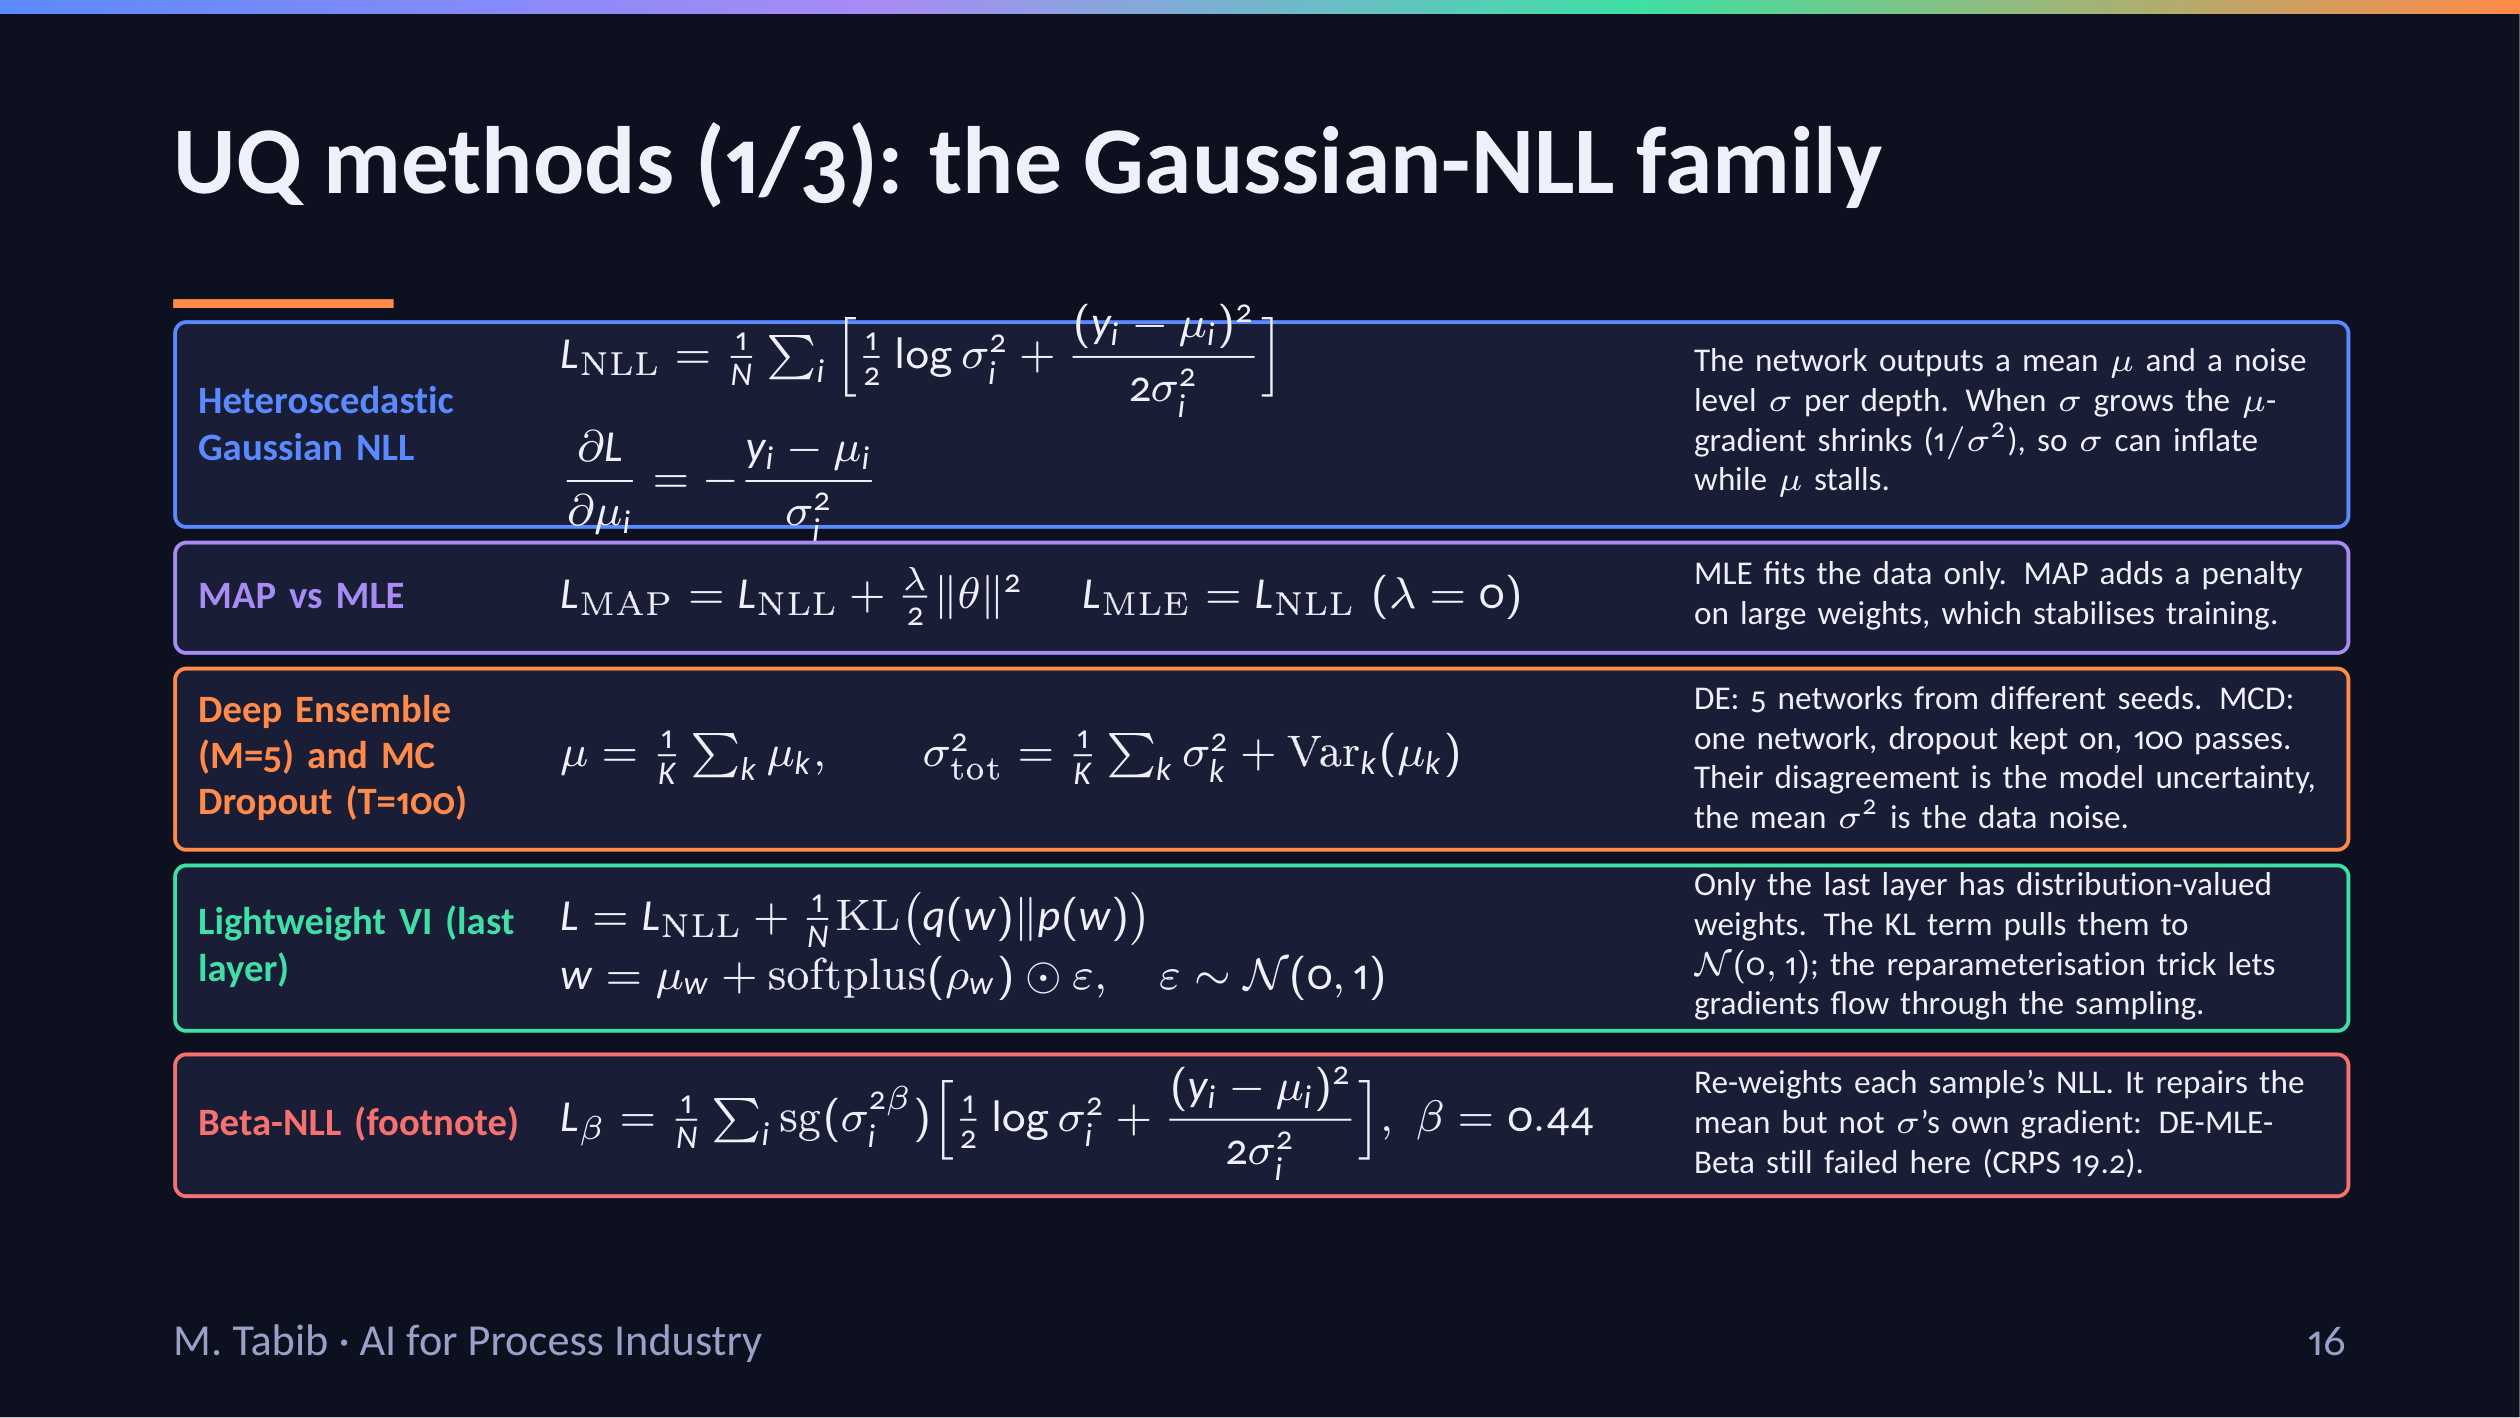 UQ methods (1/3): the Gaussian-NLL family
Heteroscedastic
Gaussian NLL
L_NLL = 1/N ∑_i [1/2 log σ_i^2 + (y_i − μ_i)^2 / 2σ_i^2]
∂L/∂μ_i = − (y_i − μ_i)/σ_i^2
The network outputs a mean μ and a noise
level σ per depth. When σ grows the μ-
gradient shrinks (1/σ^2), so σ can inflate
while μ stalls.
MAP vs MLE
L_MAP = L_NLL + λ/2 ‖θ‖^2 L_MLE = L_NLL (λ = 0)
MLE fits the data only. MAP adds a penalty
on large weights, which stabilises training.
Deep Ensemble
(M=5) and MC
Dropout (T=100)
μ = 1/K ∑_k μ_k, σ_tot^2 = 1/K ∑_k σ_k^2 + Var_k(μ_k)
DE: 5 networks from different seeds. MCD:
one network, dropout kept on, 100 passes.
Their disagreement is the model uncertainty,
the mean σ^2 is the data noise.
Lightweight VI (last
layer)
L = L_NLL + 1/N KL(q(w)‖p(w))
w = μ_w + softplus(ρ_w) ⊙ ε, ε ∼ 𝒩(0, 1)
Only the last layer has distribution-valued
weights. The KL term pulls them to
𝒩(0, 1); the reparameterisation trick lets
gradients flow through the sampling.
Beta-NLL (footnote)
L_β = 1/N ∑_i sg(σ_i^2β)[1/2 log σ_i^2 + (y_i − μ_i)^2 / 2σ_i^2], β = 0.44
Re-weights each sample’s NLL. It repairs the
mean but not σ’s own gradient: DE-MLE-
Beta still failed here (CRPS 19.2).
M. Tabib · AI for Process Industry
16